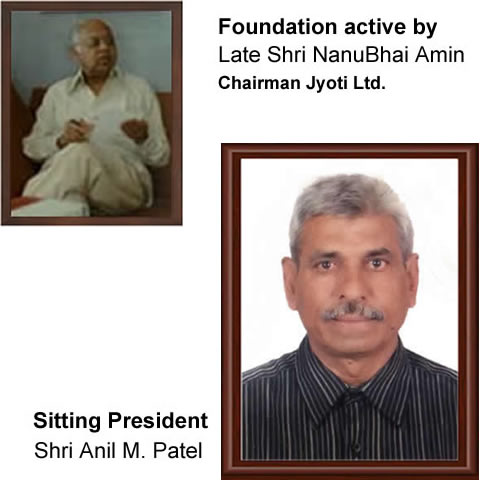 Foundation active by
Late Shri NanuBhai Amin
Chairman Jyoti Ltd.
Sitting President
Shri Anil M. Patel